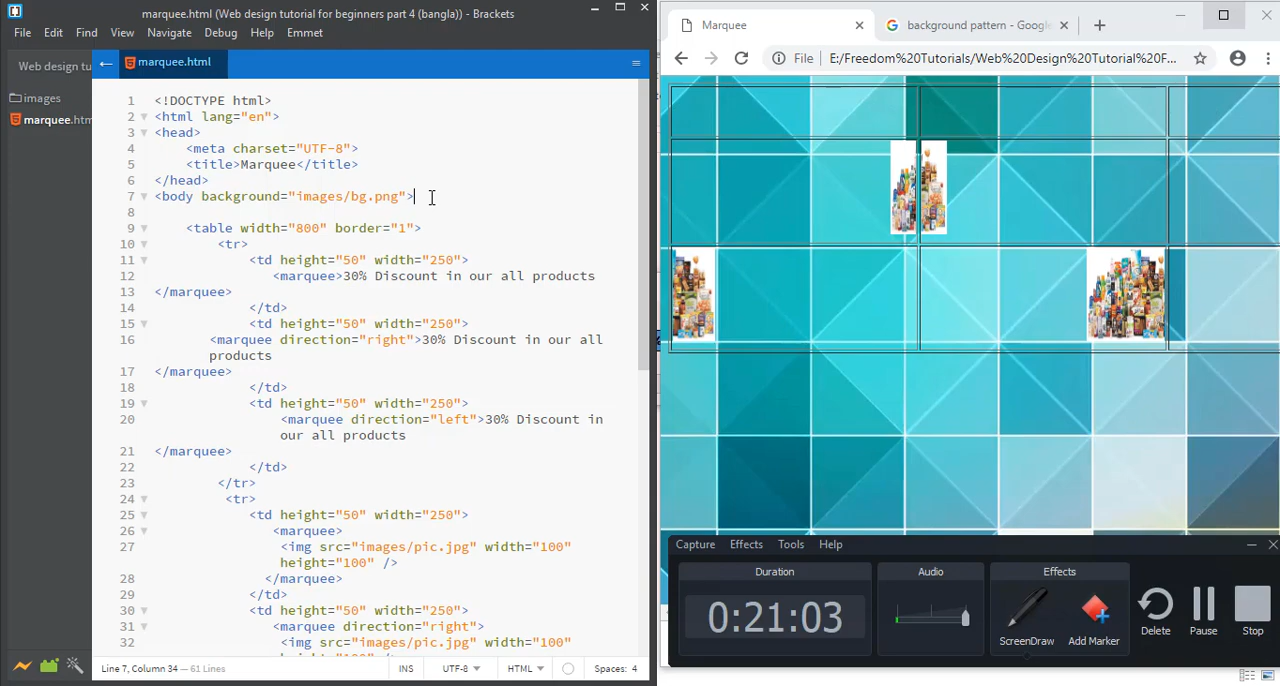 marquee.html (Web design tutorial for beginners part 4 (bangla)) - Brackets
File Edit Find View Navigate Debug Help Emmet
Web design tu
marquee.html
images
marquee.htm
1 <!DOCTYPE html>
2 <html lang="en">
3 <head>
4 <meta charset="UTF-8">
5 <title>Marquee</title>
6 </head>
7 <body background="images/bg.png">
8
9 <table width="800" border="1">
10 <tr>
11 <td height="50" width="250">
12 <marquee>30% Discount in our all products
13 </marquee>
14 </td>
15 <td height="50" width="250">
16 <marquee direction="right">30% Discount in our all
products
17 </marquee>
18 </td>
19 <td height="50" width="250">
20 <marquee direction="left">30% Discount in
our all products
21 </marquee>
22 </td>
23 </tr>
24 <tr>
25 <td height="50" width="250">
26 <marquee>
27 <img src="images/pic.jpg" width="100"
height="100" />
28 </marquee>
29 </td>
30 <td height="50" width="250">
31 <marquee direction="right">
32 <img src="images/pic.jpg" width="100"
Line 7, Column 34 — 61 Lines
INS UTF-8 HTML Spaces: 4
Marquee
background pattern - Google
File E:/Freedom%20Tutorials/Web%20Design%20Tutorial%20F...
Capture Effects Tools Help
Duration Audio Effects
0:21:03
ScreenDraw Add Marker Delete Pause Stop